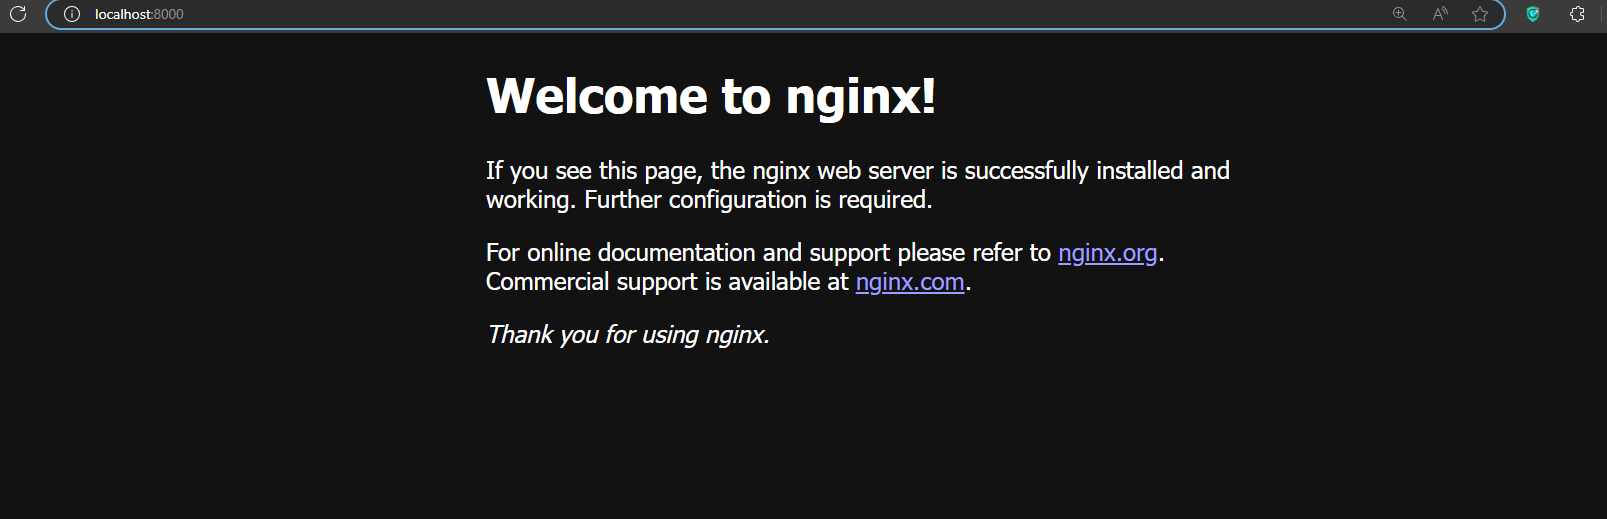 localhost:8000
Welcome to nginx!
If you see this page, the nginx web server is successfully installed and
working. Further configuration is required.
For online documentation and support please refer to nginx.org.
Commercial support is available at nginx.com.
Thank you for using nginx.